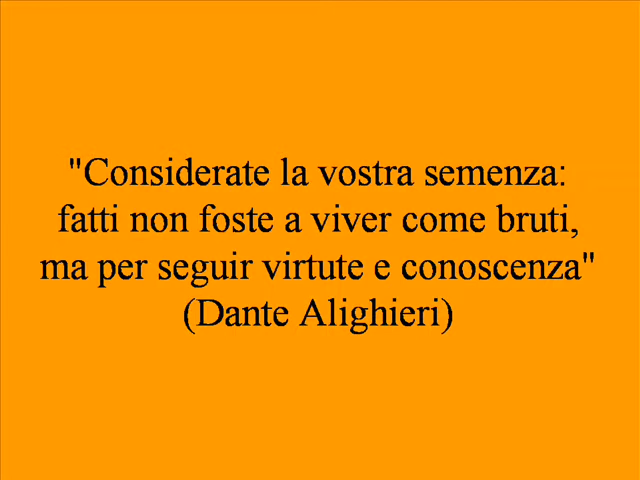 "Considerate la vostra semenza:
fatti non foste a viver come bruti,
ma per seguir virtute e conoscenza"
(Dante Alighieri)